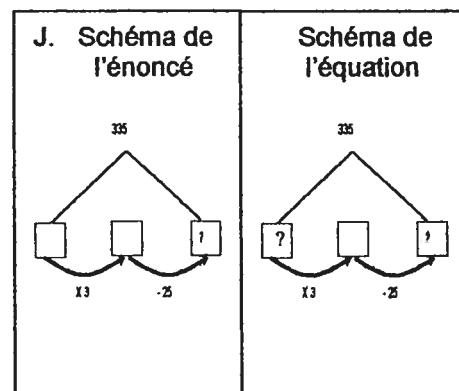 J. Schéma de l'énoncé
335
?
X 3
- 25
Schéma de l'équation
335
?
?
X 3
- 25